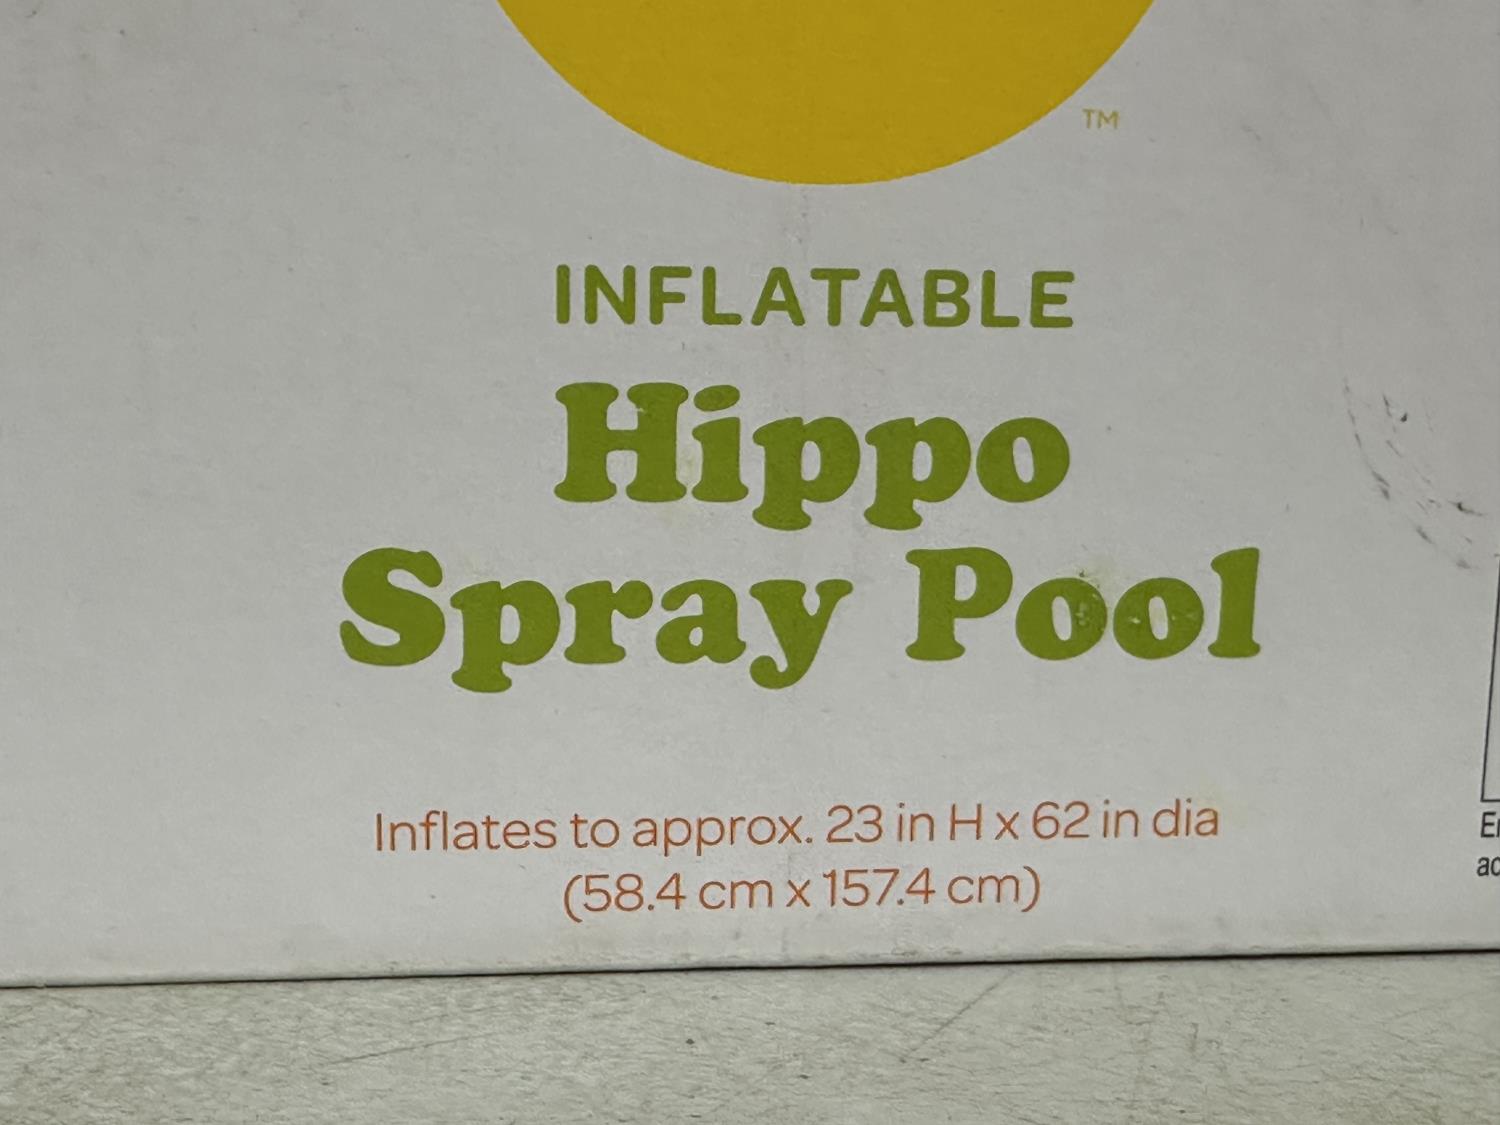 TM
INFLATABLE
Hippo
Spray Pool
Inflates to approx. 23 in H x 62 in dia
(58.4 cm x 157.4 cm)